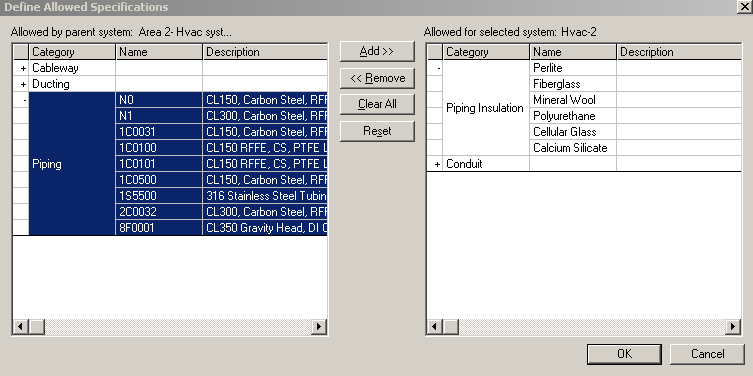 Define Allowed Specifications
Allowed by parent system: Area 2- Hvac syst...
Category Name Description
+ Cableway
+ Ducting
- Piping
N0 CL150, Carbon Steel, RFF
N1 CL300, Carbon Steel, RFF
1C0031 CL150, Carbon Steel, RFF
1C0100 CL150 RFFE, CS, PTFE L
1C0101 CL150 RFFE, CS, PTFE L
1C0500 CL150, Carbon Steel, RFF
1S5500 316 Stainless Steel Tubin
2C0032 CL300, Carbon Steel, RFF
8F0001 CL350 Gravity Head, DI C
Add >>
<< Remove
Clear All
Reset
Allowed for selected system: Hvac-2
Category Name Description
- Piping Insulation
Perlite
Fiberglass
Mineral Wool
Polyurethane
Cellular Glass
Calcium Silicate
+ Conduit
OK
Cancel